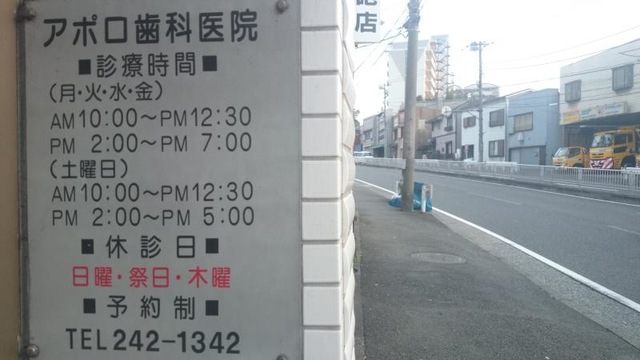 アポロ歯科医院
■診療時間■
(月・火・水・金)
AM10:00〜PM12:30
PM 2:00〜PM 7:00
(土曜日)
AM10:00〜PM12:30
PM 2:00〜PM 5:00
■休診日■
日曜・祭日・木曜
■予約制■
TEL242-1342
店